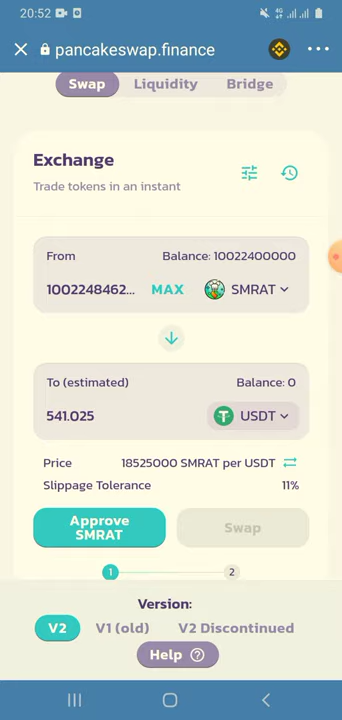 20:52
pancakeswap.finance
Swap Liquidity Bridge
Exchange
Trade tokens in an instant
From Balance: 10022400000
1002248462... MAX SMRAT
To (estimated) Balance: 0
541.025 USDT
Price 18525000 SMRAT per USDT
Slippage Tolerance 11%
Approve
SMRAT
Swap
1 2
Version:
V2 V1 (old) V2 Discontinued
Help ?